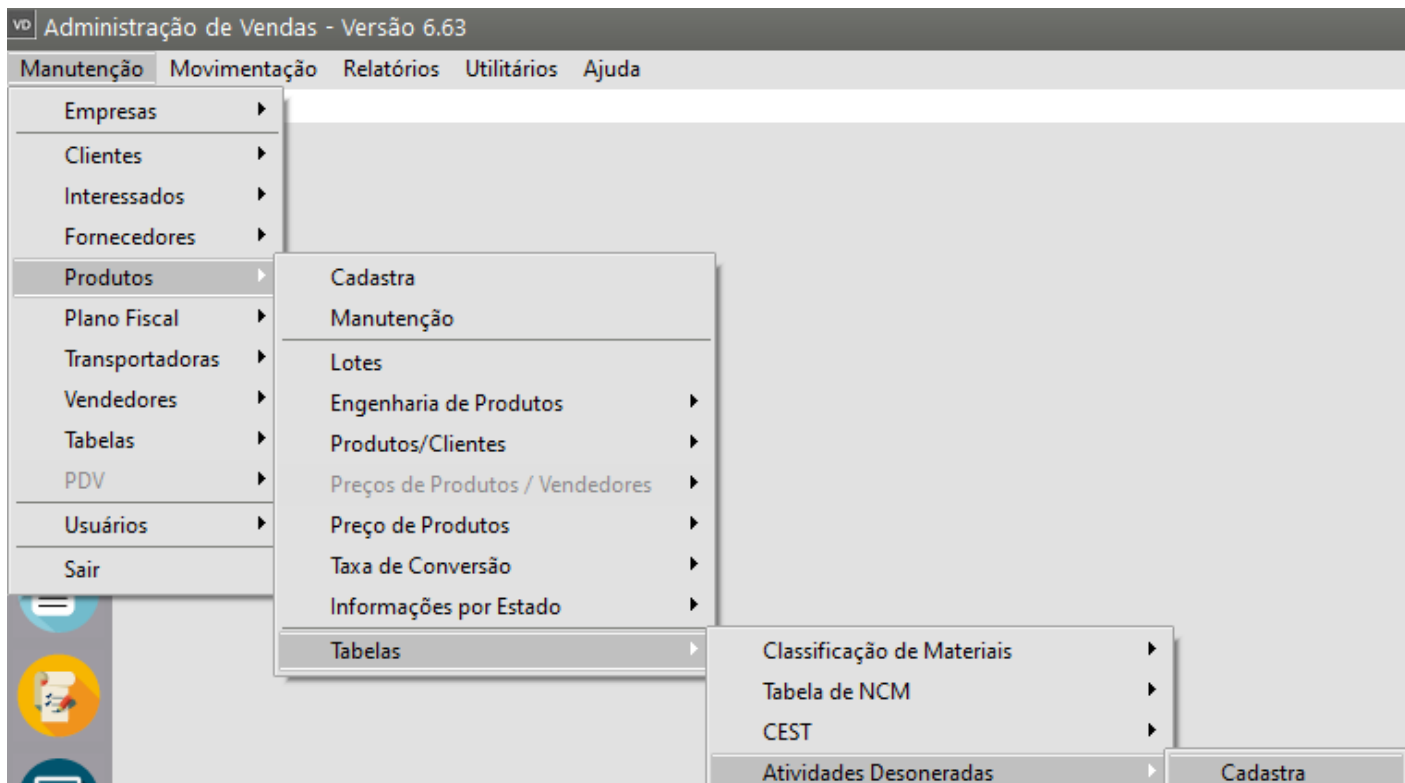 VD Administração de Vendas - Versão 6.63
Manutenção Movimentação Relatórios Utilitários Ajuda
Empresas
Clientes
Interessados
Fornecedores
Produtos
Plano Fiscal
Transportadoras
Vendedores
Tabelas
PDV
Usuários
Sair
Cadastra
Manutenção
Lotes
Engenharia de Produtos
Produtos/Clientes
Preços de Produtos / Vendedores
Preço de Produtos
Taxa de Conversão
Informações por Estado
Tabelas
Classificação de Materiais
Tabela de NCM
CEST
Atividades Desoneradas
Cadastra